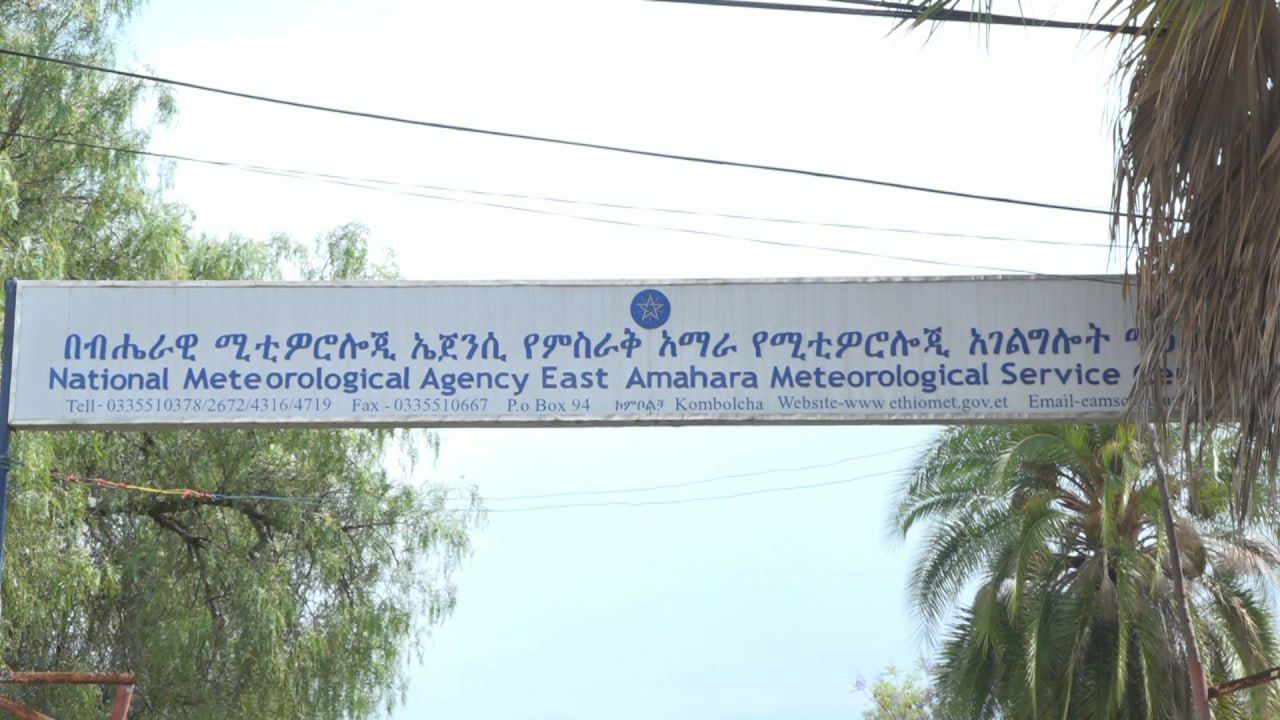 በብሔራዊ ሚቲዎሮሎጂ ኤጀንሲ የምስራቅ አማራ የሚቲዎሮሎጂ አገልግሎት
National Meteorological Agency East Amahara Meteorological Service
Tell-0335510378/2672/4316/4719 Fax-0335510667 P.o Box 94 ኮምቦልቻ Kombolcha Website-www ethiomet.gov.et